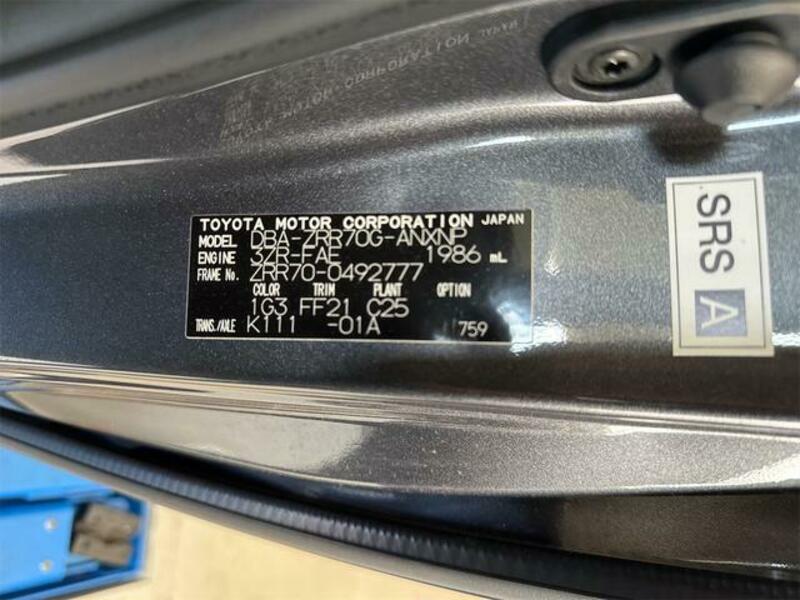 TOYOTA MOTOR CORPORATION JAPAN
MODEL DBA-ZRR70G-ANXNP
ENGINE 3ZR-FAE 1986 mL
FRAME No. ZRR70-0492777
COLOR TRIM PLANT OPTION
1G3 FF21 C25
TRANS./AXLE K111 -01A 759
SRS A